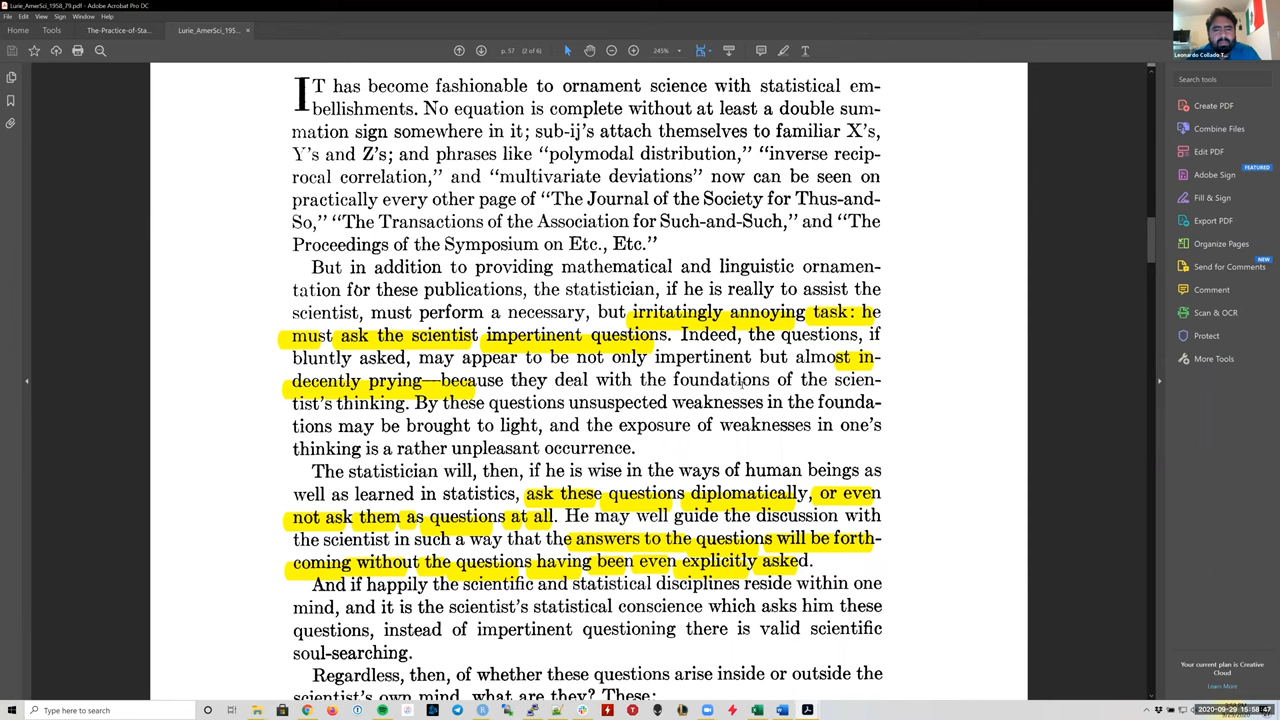 Lurie_AmerSci_1958_79.pdf - Adobe Acrobat Pro DC
File Edit View Sign Window Help
Home Tools The-Practice-of-Sta... Lurie_AmerSci_195... ×
p. 57 (2 of 6) 245%
Leonardo Collado T...
Search tools
Create PDF
Combine Files
Edit PDF
Adobe Sign FEATURED
Fill & Sign
Export PDF
Organize Pages
Send for Comments NEW
Comment
Scan & OCR
Protect
More Tools
Your current plan is Creative
Cloud
Learn More
IT has become fashionable to ornament science with statistical em-
bellishments. No equation is complete without at least a double sum-
mation sign somewhere in it; sub-ij's attach themselves to familiar X's,
Y's and Z's; and phrases like "polymodal distribution," "inverse recip-
rocal correlation," and "multivariate deviations" now can be seen on
practically every other page of "The Journal of the Society for Thus-and-
So," "The Transactions of the Association for Such-and-Such," and "The
Proceedings of the Symposium on Etc., Etc."
But in addition to providing mathematical and linguistic ornamen-
tation for these publications, the statistician, if he is really to assist the
scientist, must perform a necessary, but irritatingly annoying task: he
must ask the scientist impertinent questions. Indeed, the questions, if
bluntly asked, may appear to be not only impertinent but almost in-
decently prying—because they deal with the foundations of the scien-
tist's thinking. By these questions unsuspected weaknesses in the founda-
tions may be brought to light, and the exposure of weaknesses in one's
thinking is a rather unpleasant occurrence.
The statistician will, then, if he is wise in the ways of human beings as
well as learned in statistics, ask these questions diplomatically, or even
not ask them as questions at all. He may well guide the discussion with
the scientist in such a way that the answers to the questions will be forth-
coming without the questions having been even explicitly asked.
And if happily the scientific and statistical disciplines reside within one
mind, and it is the scientist's statistical conscience which asks him these
questions, instead of impertinent questioning there is valid scientific
soul-searching.
Regardless, then, of whether these questions arise inside or outside the
scientist's own mind, what are they? These:
Type here to search
2020-09-29 15:58:47